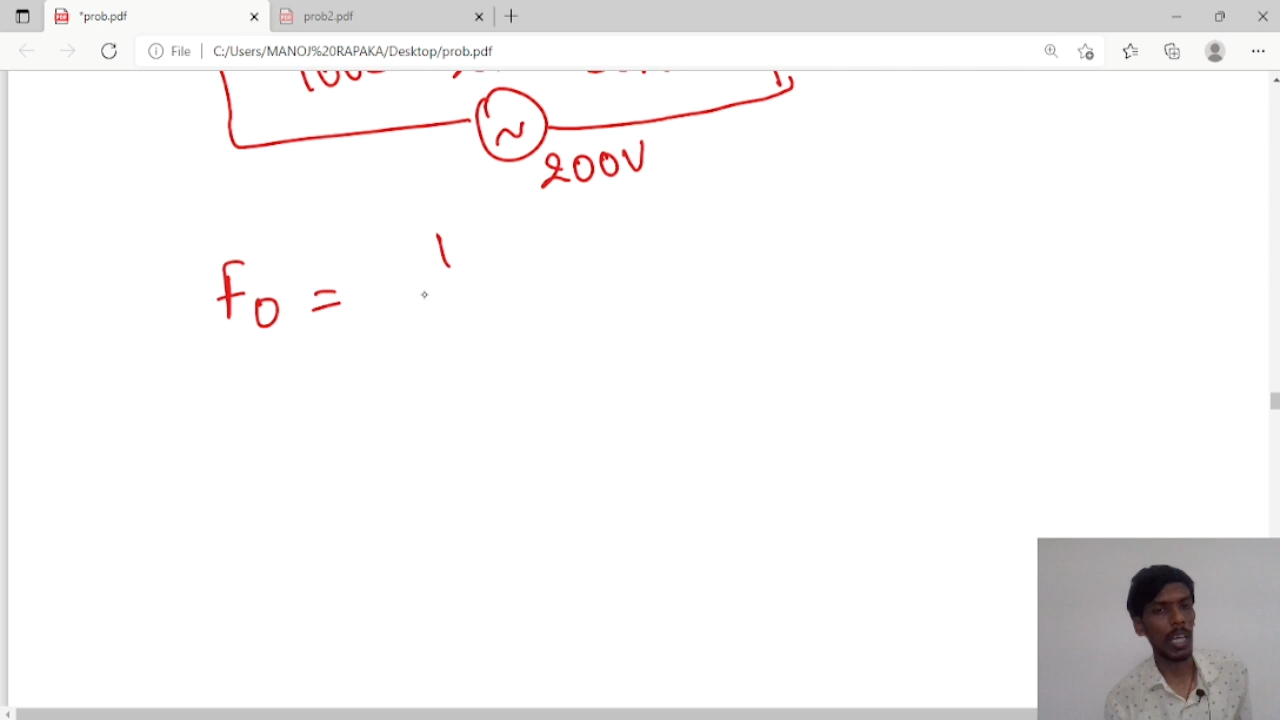 *prob.pdf
prob2.pdf
File
C:/Users/MANOJ%20RAPAKA/Desktop/prob.pdf
200V
F0 = 1